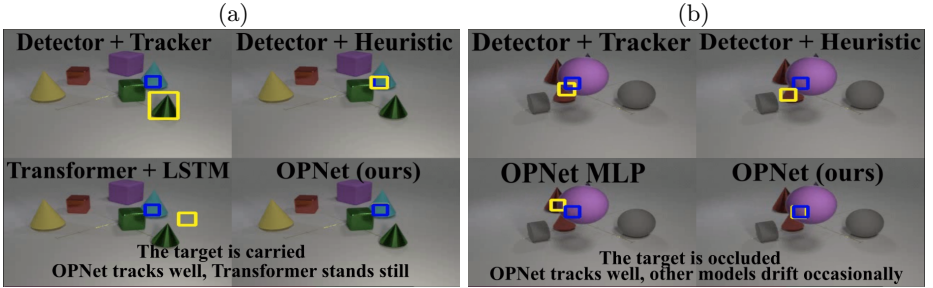 (a)
Detector + Tracker
Detector + Heuristic
Transformer + LSTM
OPNet (ours)
The target is carried
OPNet tracks well, Transformer stands still
(b)
Detector + Tracker
Detector + Heuristic
OPNet MLP
OPNet (ours)
The target is occluded
OPNet tracks well, other models drift occasionally